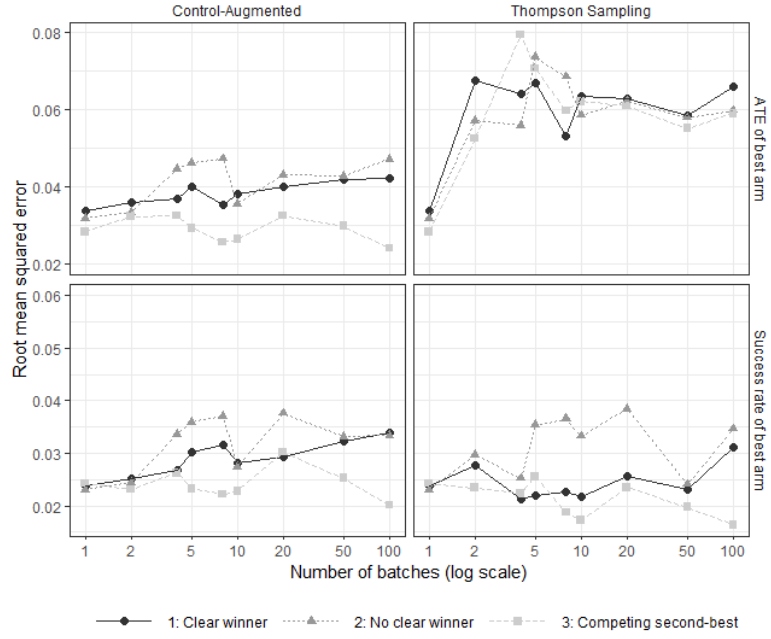 Control-Augmented
Thompson Sampling
Root mean squared error
0.08
0.06
0.04
0.02
ATE of best arm
0.06
0.05
0.04
0.03
0.02
Success rate of best arm
1 2 5 10 20 50 100
1 2 5 10 20 50 100
Number of batches (log scale)
1: Clear winner
2: No clear winner
3: Competing second-best